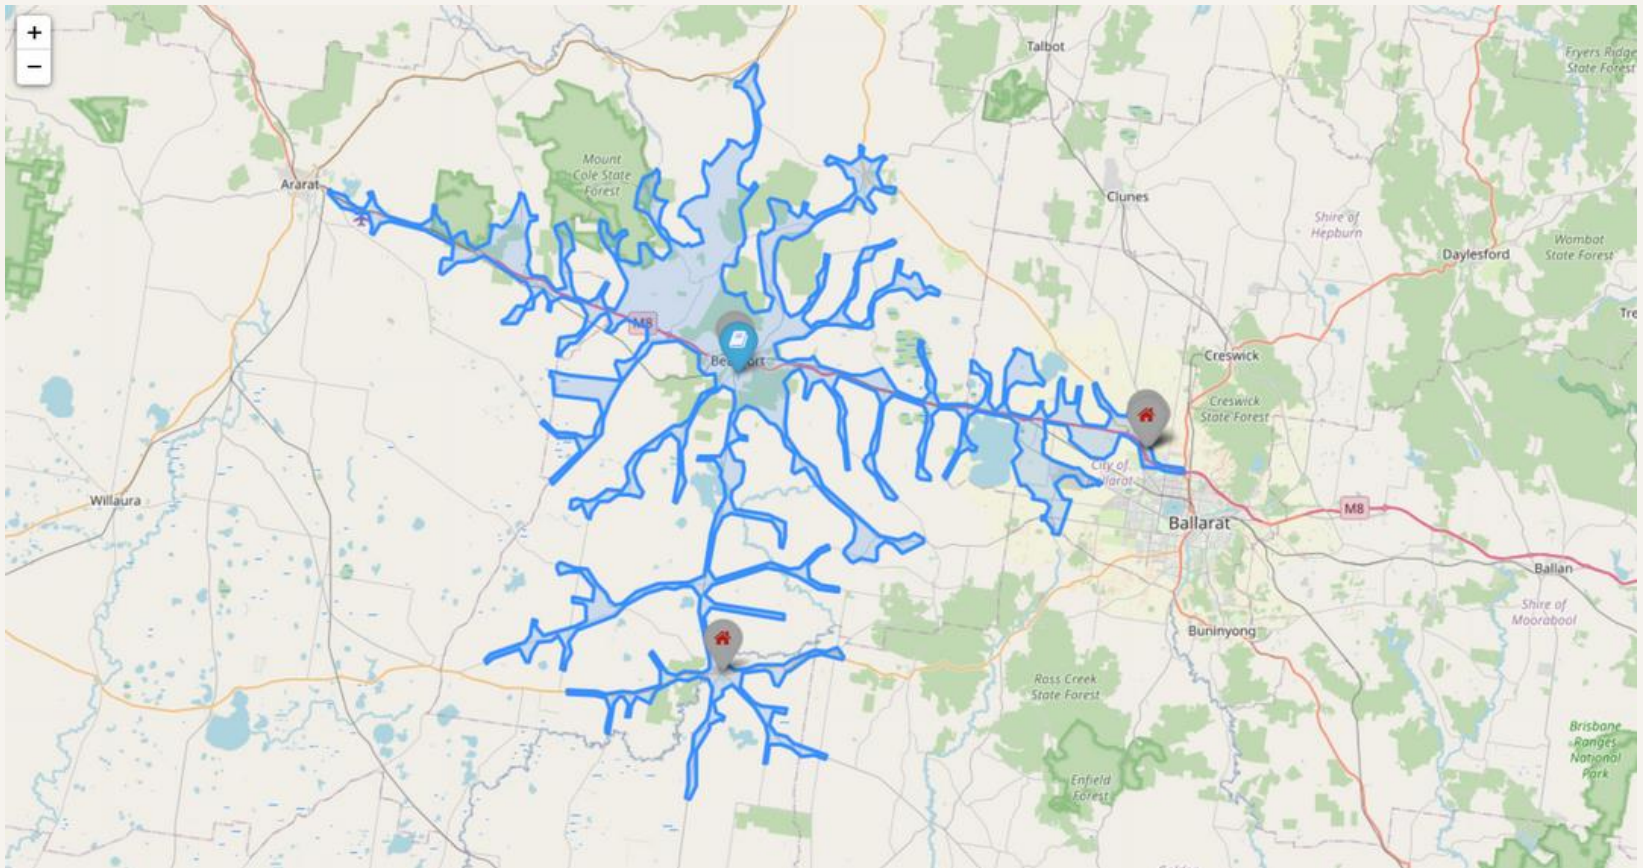 +
−
Talbot
Fryers Ridge
State Forest
Mount
Cole State
Forest
Ararat
Clunes
Shire of
Hepburn
Wombat
State Forest
Daylesford
M8
Creswick
Creswick
State Forest
City of
Willaura
M8
Ballarat
Ballan
Shire of
Moorabool
Buninyong
Ross Creek
State Forest
Brisbane
Ranges
National
Park
Enfield
Forest